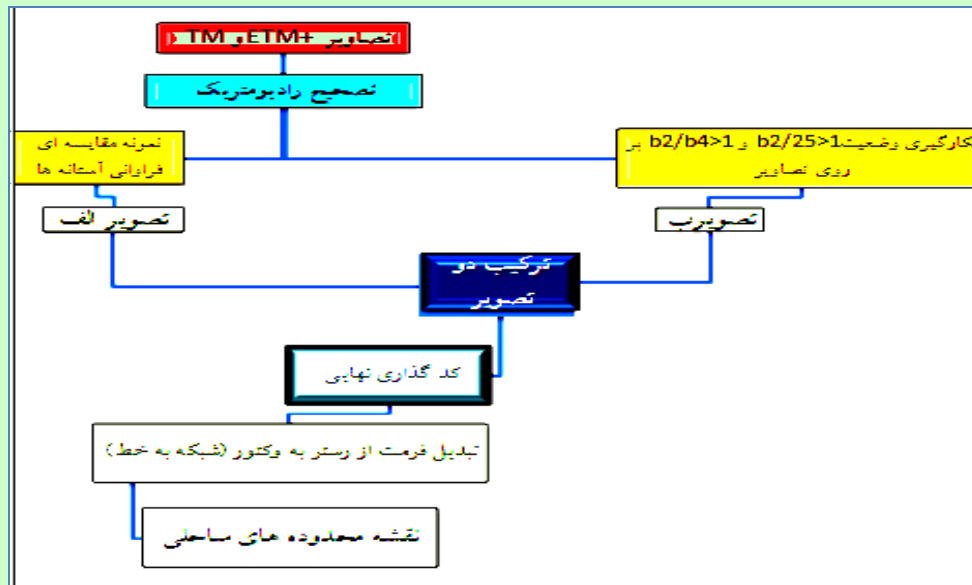 تصاویر ETM+ و TM
تصحیح رادیومتریک
کارگیری وضعیت b2/25>1 و b2/b4>1 بر
روی تصاویر
نمونه مقایسه ای
فراوانی آستانه ها
تصویرب
تصویر الف
ترکیب دو
تصویر
کد گذاری نهایی
تبدیل فرمت از رستر به وکتور (شبکه به خط)
نقشه محدوده های ساحلی